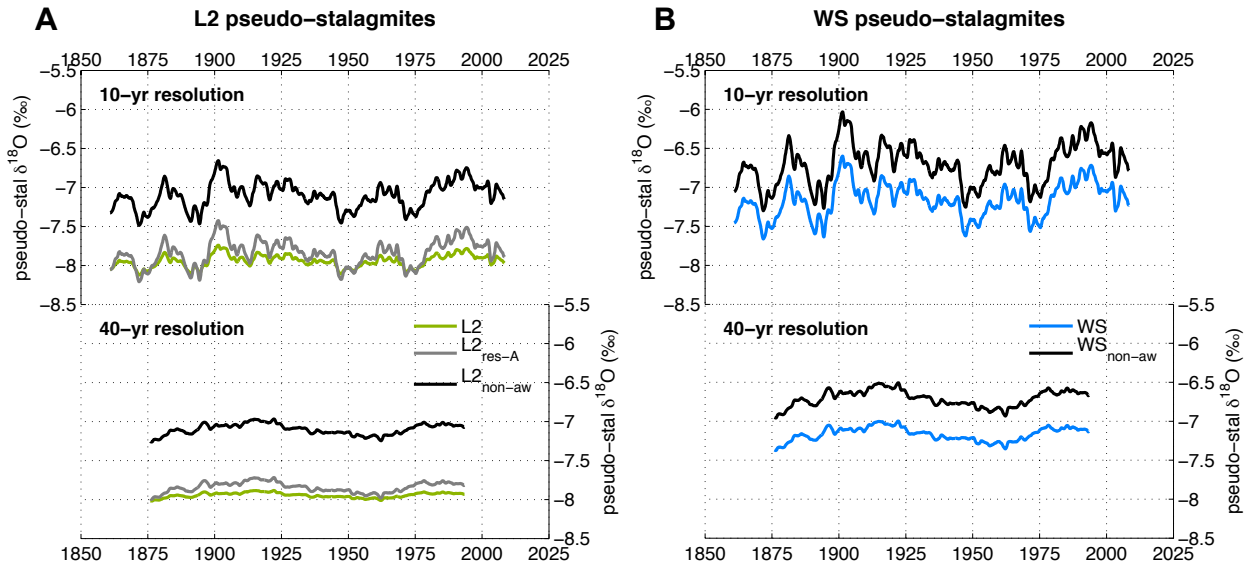 A
L2 pseudo−stalagmites
1850 1875 1900 1925 1950 1975 2000 2025
−5.5
−6
−6.5
−7
−7.5
−8
−8.5
pseudo−stal δ18O (‰)
10−yr resolution
40−yr resolution
L2
L2res−A
L2non−aw
−5.5
−6
−6.5
−7
−7.5
−8
−8.5
pseudo−stal δ18O (‰)
1850 1875 1900 1925 1950 1975 2000 2025
B
WS pseudo−stalagmites
1850 1875 1900 1925 1950 1975 2000 2025
−5.5
−6
−6.5
−7
−7.5
−8
−8.5
pseudo−stal δ18O (‰)
10−yr resolution
40−yr resolution
WS
WSnon−aw
−5.5
−6
−6.5
−7
−7.5
−8
−8.5
pseudo−stal δ18O (‰)
1850 1875 1900 1925 1950 1975 2000 2025